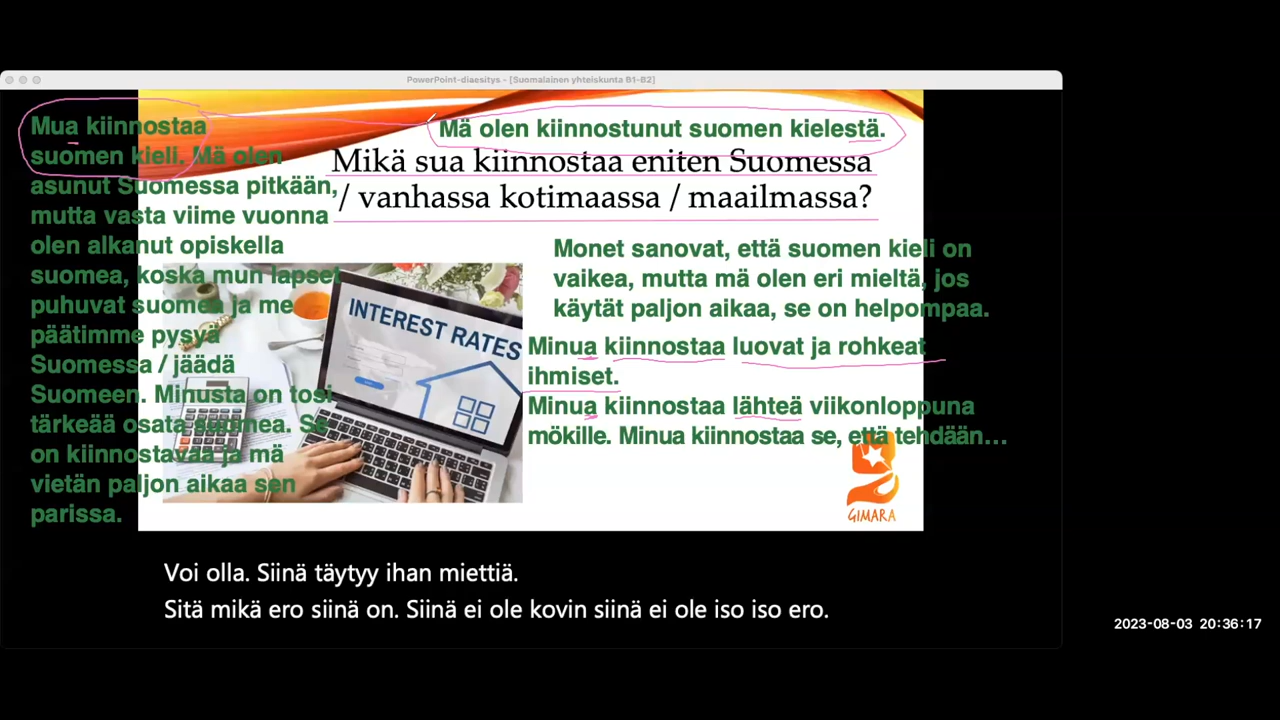 PowerPoint-diaesitys - [Suomalainen yhteiskunta B1-B2]
Mua kiinnostaa
suomen kieli. Mä olen
asunut Suomessa pitkään,
mutta vasta viime vuonna
olen alkanut opiskella
suomea, koska mun lapset
puhuvat suomea ja me
päätimme pysyä
Suomessa / jäädä
Suomeen. Minusta on tosi
tärkeää osata suomea. Se
on kiinnostavaa ja mä
vietän paljon aikaa sen
parissa.
Mä olen kiinnostunut suomen kielestä.
Mikä sua kiinnostaa eniten Suomessa
/ vanhassa kotimaassa / maailmassa?
Monet sanovat, että suomen kieli on
vaikea, mutta mä olen eri mieltä, jos
käytät paljon aikaa, se on helpompaa.
Minua kiinnostaa luovat ja rohkeat
ihmiset.
Minua kiinnostaa lähteä viikonloppuna
mökille. Minua kiinnostaa se, että tehdään...
INTEREST RATES
GIMARA
Voi olla. Siinä täytyy ihan miettiä.
Sitä mikä ero siinä on. Siinä ei ole kovin siinä ei ole iso iso ero.
2023-08-03 20:36:17